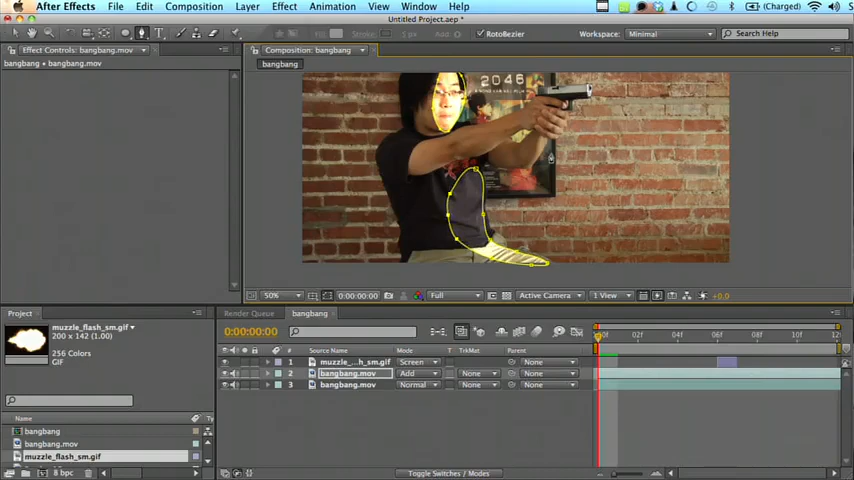 After Effects File Edit Composition Layer Effect Animation View Window Help (Charged)
Untitled Project.aep *
RotoBezier Workspace: Minimal Search Help
Effect Controls: bangbang.mov Composition: bangbang
bangbang • bangbang.mov bangbang
2046
50% 0:00:00:00 Full Active Camera 1 View +0.0
Project Render Queue bangbang
muzzle_flash_sm.gif
200 x 142 (1.00)
256 Colors
GIF
0:00:00:00
# Source Name Mode TrkMat Parent 02f 04f 06f 08f 10f
1 muzzle_...h_sm.gif Screen None
2 bangbang.mov Add None None
3 bangbang.mov Normal None None
Name
bangbang
bangbang.mov
muzzle_flash_sm.gif
8 bpc Toggle Switches / Modes